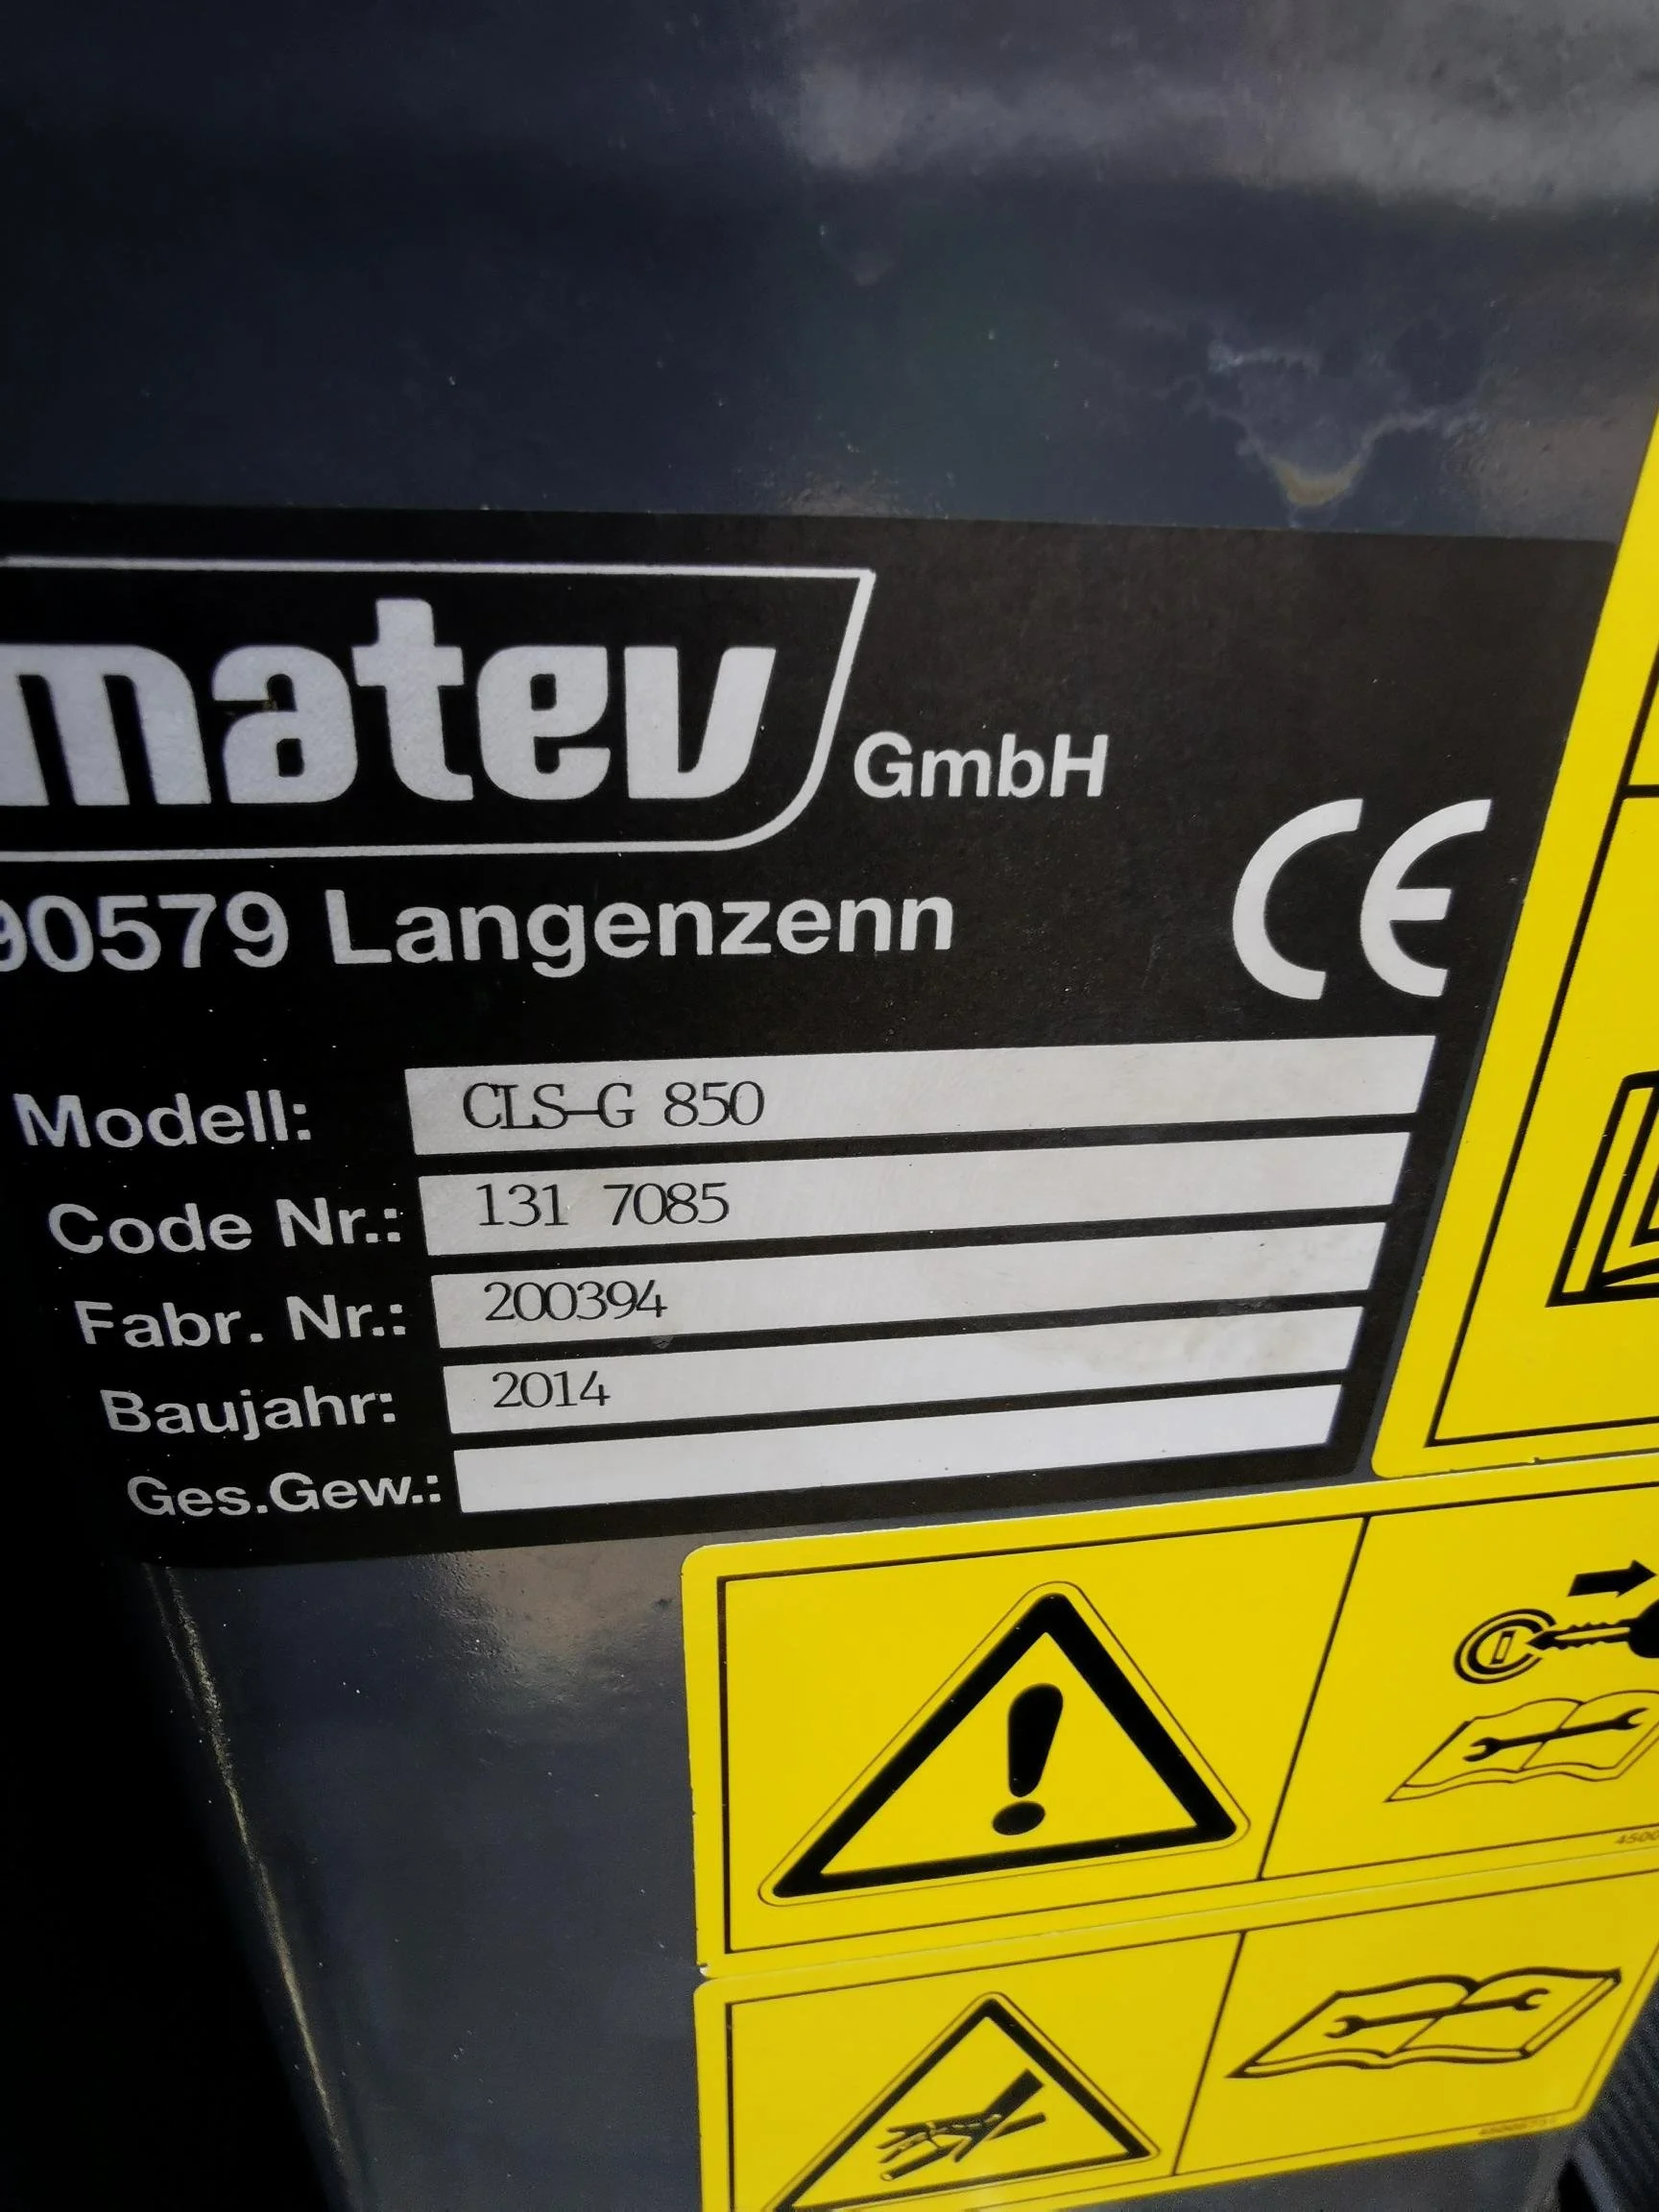 matev GmbH
CE
90579 Langenzenn
Modell: CLS-G 850
Code Nr.: 131 7085
Fabr. Nr.: 200394
Baujahr: 2014
Ges.Gew.: